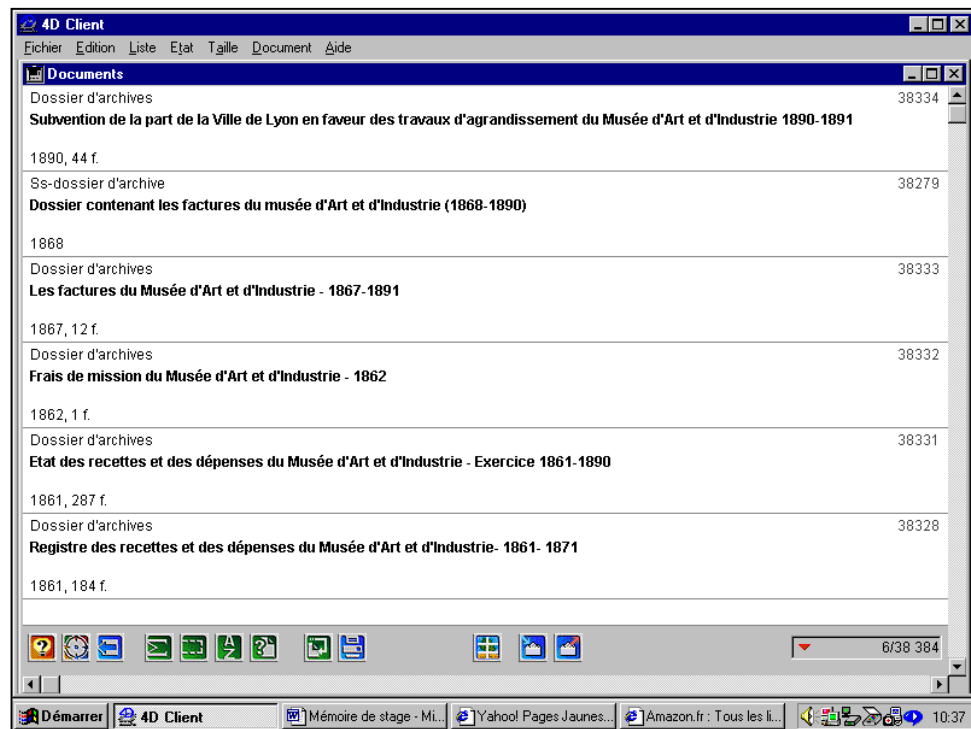 4D Client
Fichier Edition Liste Etat Taille Document Aide
Documents
Dossier d'archives 38334
Subvention de la part de la Ville de Lyon en faveur des travaux d'agrandissement du Musée d'Art et d'Industrie 1890-1891
1890, 44 f.
Ss-dossier d'archive 38279
Dossier contenant les factures du musée d'Art et d'Industrie (1868-1890)
1868
Dossier d'archives 38333
Les factures du Musée d'Art et d'Industrie - 1867-1891
1867, 12 f.
Dossier d'archives 38332
Frais de mission du Musée d'Art et d'Industrie - 1862
1862, 1 f.
Dossier d'archives 38331
Etat des recettes et des dépenses du Musée d'Art et d'Industrie - Exercice 1861-1890
1861, 287 f.
Dossier d'archives 38328
Registre des recettes et des dépenses du Musée d'Art et d'Industrie- 1861- 1871
1861, 184 f.
6/38 384
Démarrer 4D Client Mémoire de stage - Mi... Yahoo! Pages Jaunes... Amazon.fr : Tous les li... 10:37